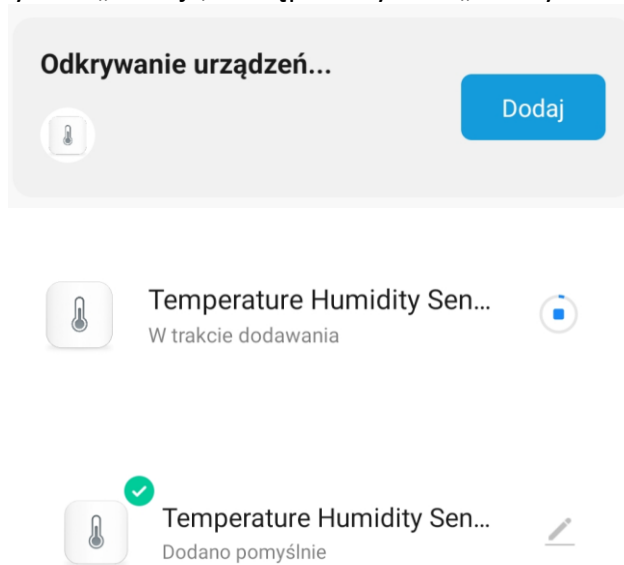 Odkrywanie urządzeń...
Dodaj
Temperature Humidity Sen...
W trakcie dodawania
Temperature Humidity Sen...
Dodano pomyślnie